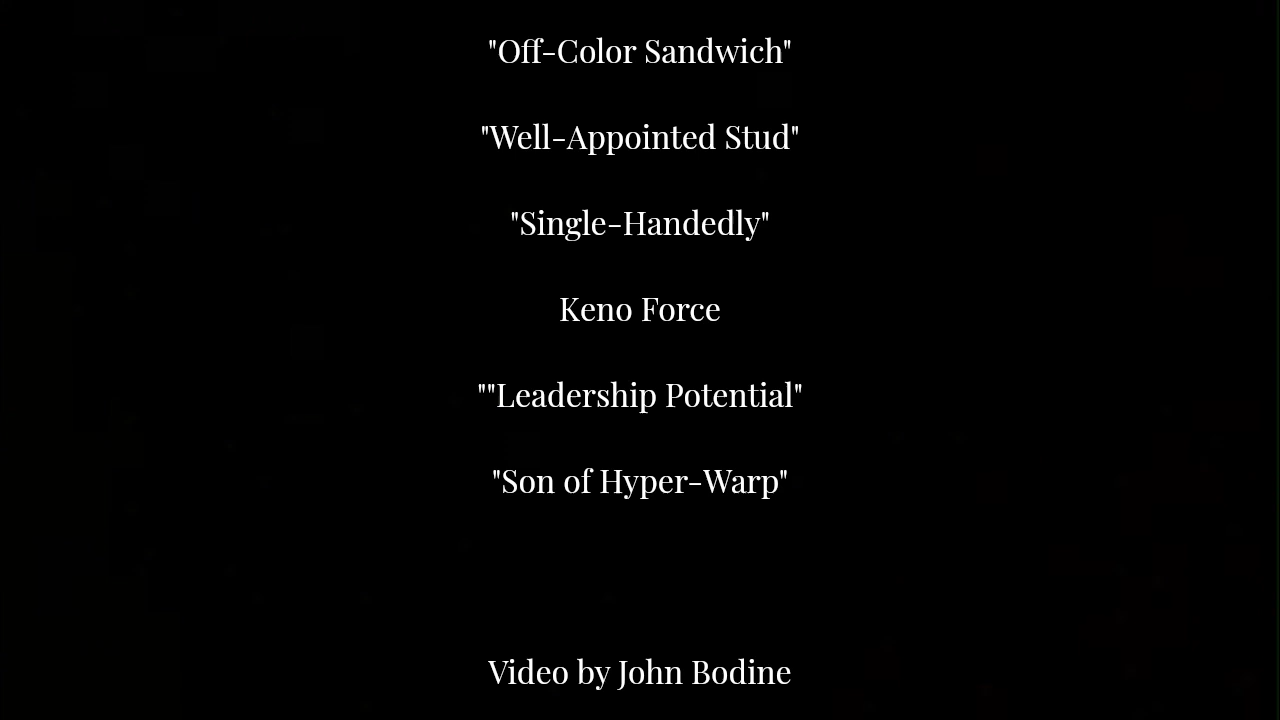 "Off-Color Sandwich"
"Well-Appointed Stud"
"Single-Handedly"
Keno Force
""Leadership Potential"
"Son of Hyper-Warp"
Video by John Bodine